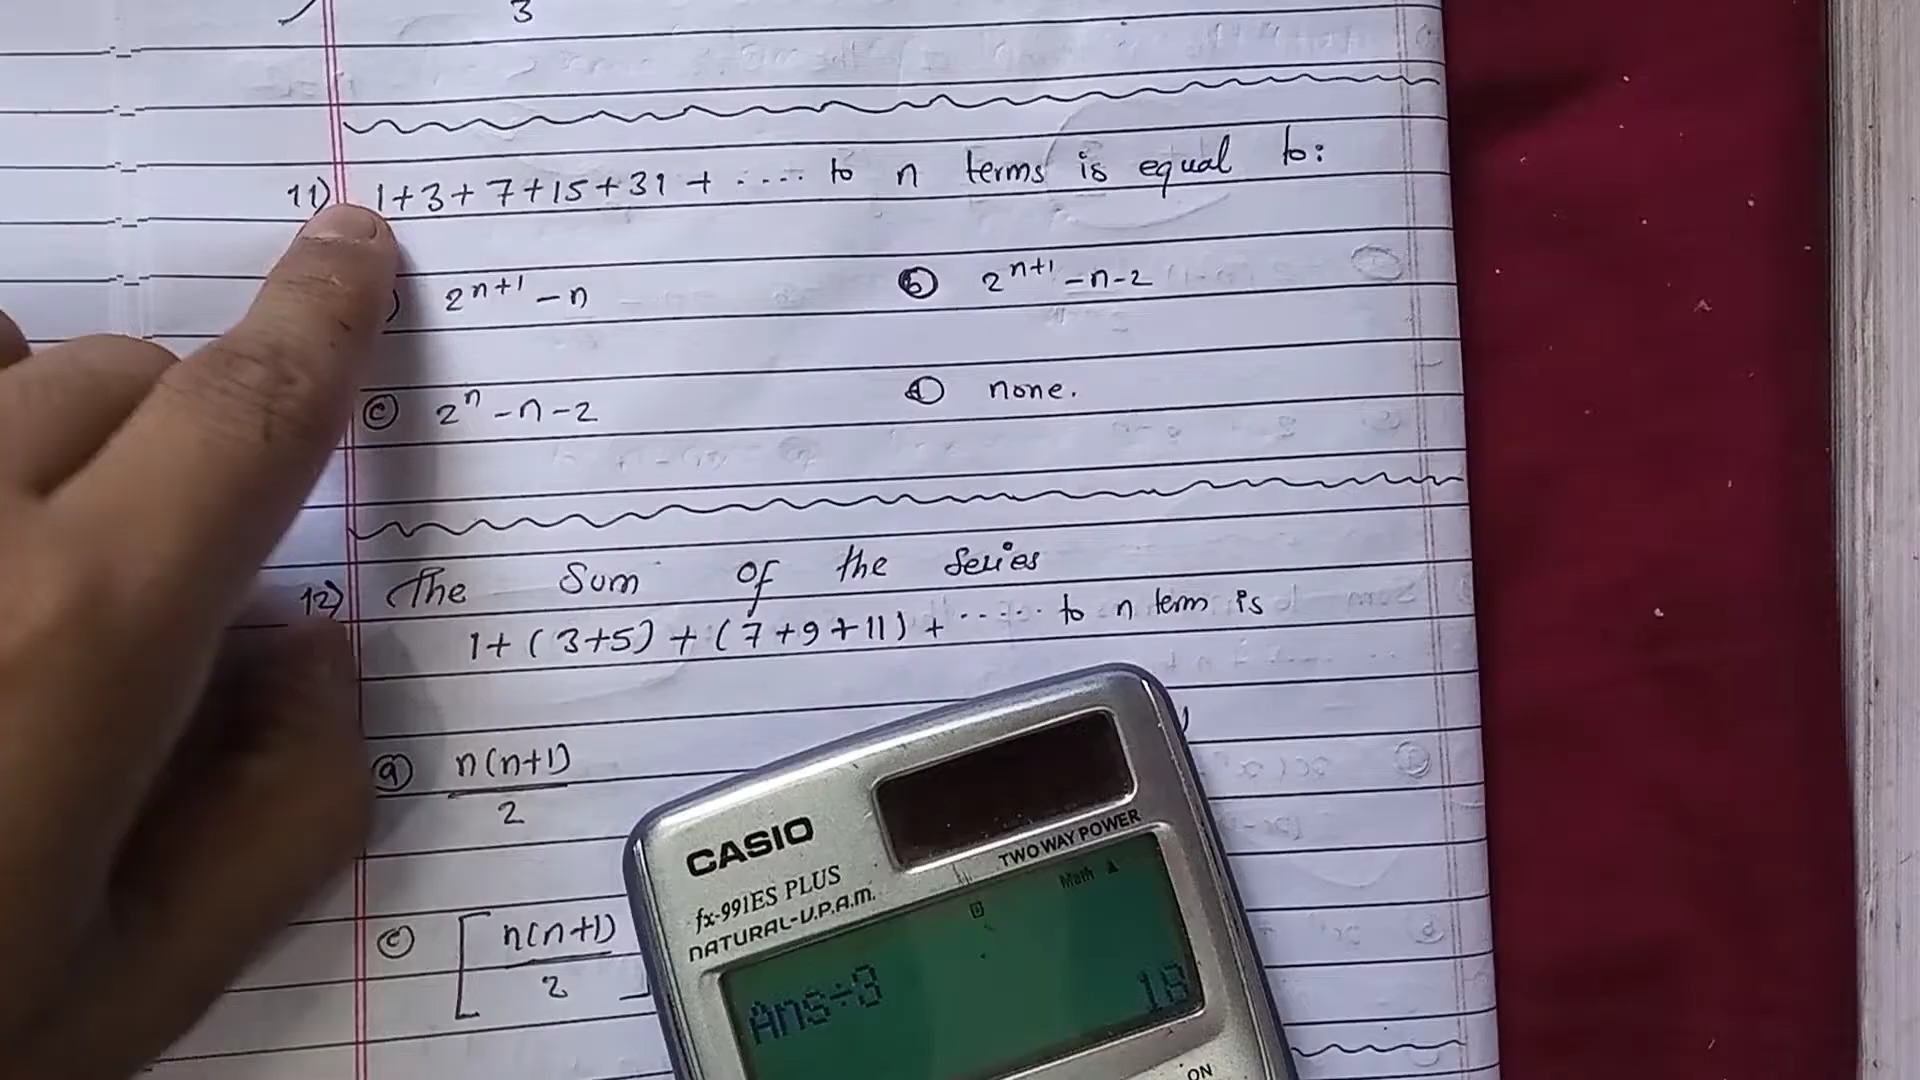 3
11) 1+3+7+15+31+ .... to n terms is equal to:
) 2^{n+1} - n
ⓑ 2^{n+1} - n - 2
ⓒ 2^n - n - 2
ⓓ none.
12) The Sum of the Series
1 + (3+5) + (7+9+11) + ..... to n term is
ⓐ n(n+1)
2
ⓒ [ n(n+1)
2
CASIO
TWO WAY POWER
fx-991ES PLUS
NATURAL-V.P.A.M.
D Math ▲
Ans÷3
18
ON